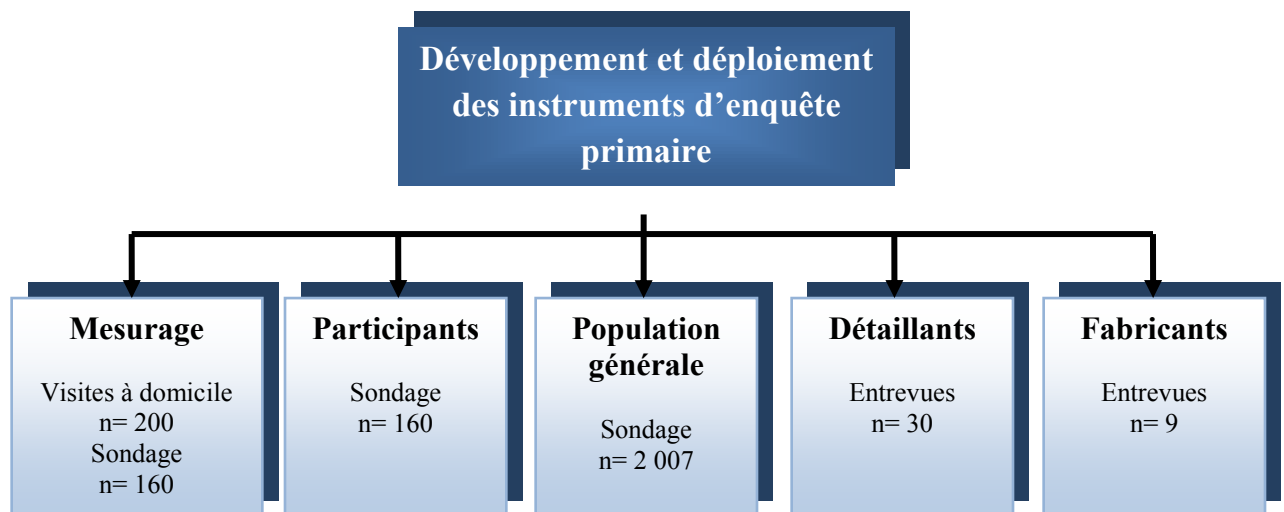 Développement et déploiement
des instruments d’enquête
primaire
Mesurage
Visites à domicile
n= 200
Sondage
n= 160
Participants
Sondage
n= 160
Population
générale
Sondage
n= 2 007
Détaillants
Entrevues
n= 30
Fabricants
Entrevues
n= 9